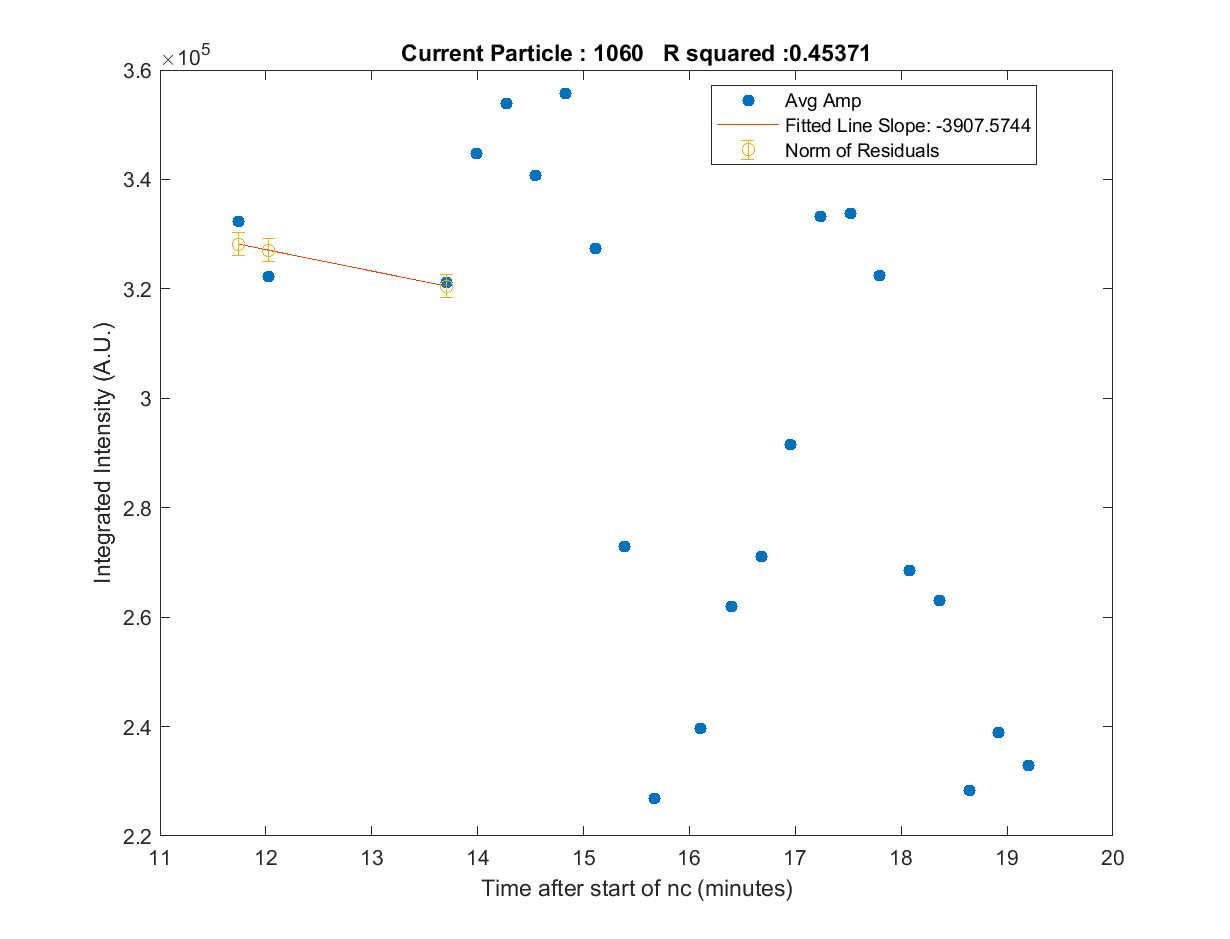 Current Particle : 1060 R squared :0.45371
×10^5
3.6
3.4
3.2
3
2.8
2.6
2.4
2.2
Integrated Intensity (A.U.)
Avg Amp
Fitted Line Slope: -3907.5744
Norm of Residuals
11 12 13 14 15 16 17 18 19 20
Time after start of nc (minutes)